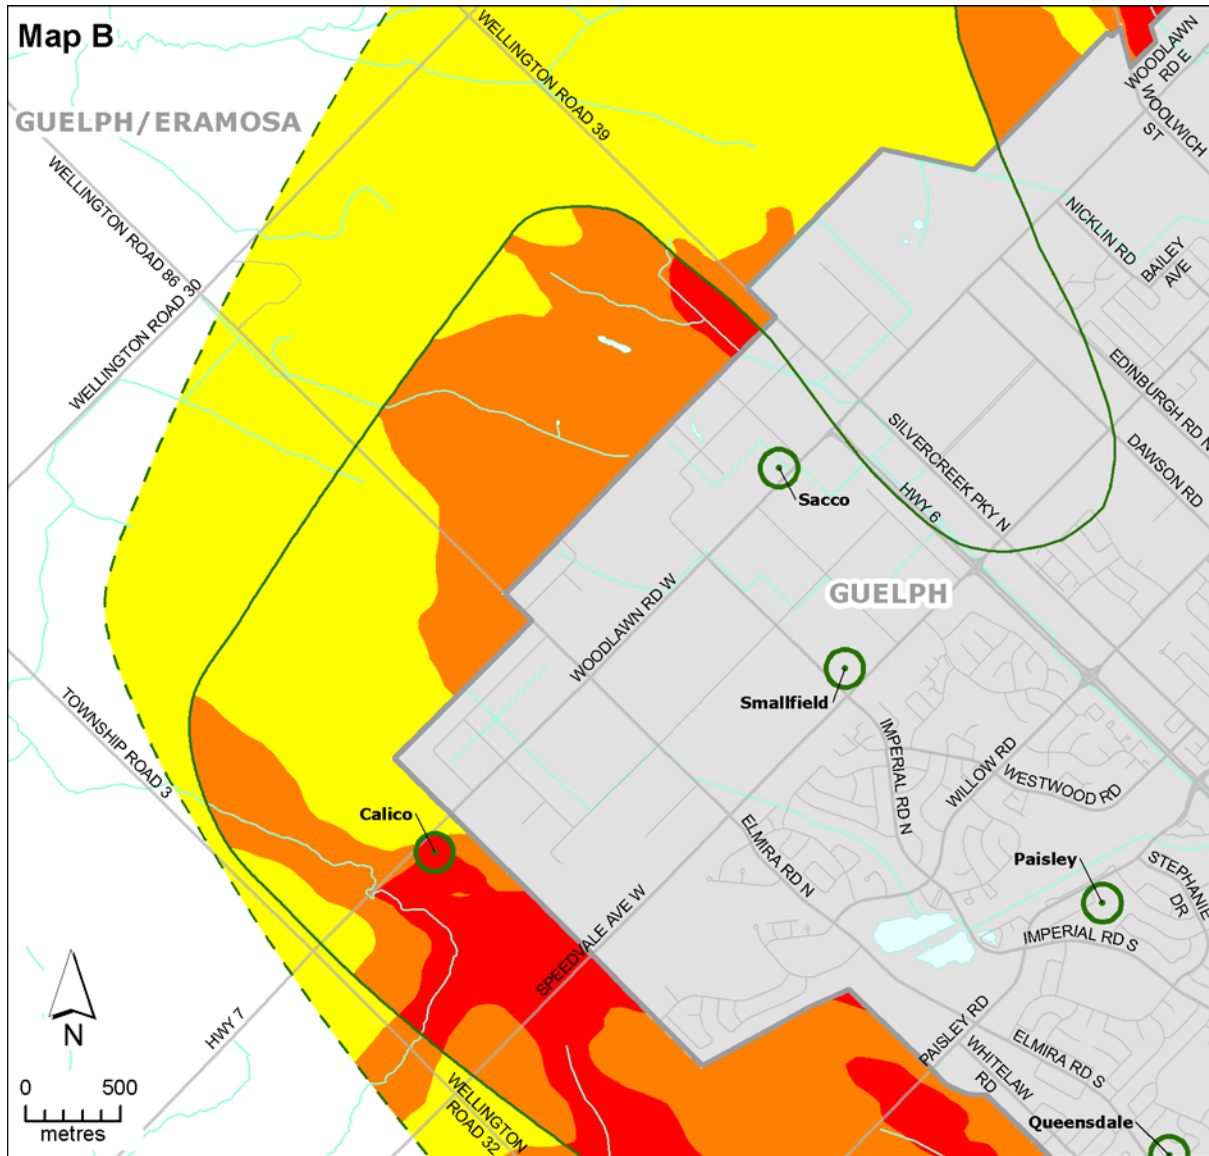 Map B
WELLINGTON ROAD 39
WOODLAWN
RD E
WOOLWICH
ST
GUELPH/ERAMOSA
WELLINGTON ROAD 86
WELLINGTON ROAD 30
NICKLIN RD
BAILEY
AVE
EDINBURGH RD N
DAWSON RD
SILVERCREEK PKY N
HWY 6
Sacco
GUELPH
WOODLAWN RD W
Smallfield
TOWNSHIP ROAD 3
IMPERIAL RD N
WILLOW RD
WESTWOOD RD
Calico
ELMIRA RD N
Paisley
STEPHANIE
DR
IMPERIAL RD S
SPEEDVALE AVE W
HWY 7
N
0 500
metres
PAISLEY RD
WHITELAW
RD
ELMIRA RD S
WELLINGTON
ROAD 32
Queensdale